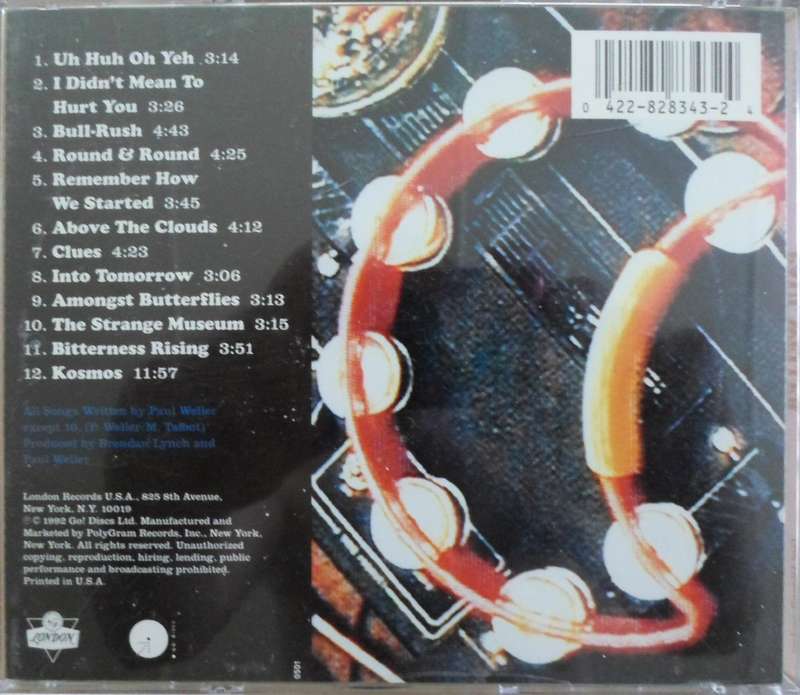 1. Uh Huh Oh Yeh 3:14
2. I Didn't Mean To
Hurt You 3:26
3. Bull-Rush 4:43
4. Round & Round 4:25
5. Remember How
We Started 3:45
6. Above The Clouds 4:12
7. Clues 4:23
8. Into Tomorrow 3:06
9. Amongst Butterflies 3:13
10. The Strange Museum 3:15
11. Bitterness Rising 3:51
12. Kosmos 11:57
All Songs Written by Paul Weller
except 10. (P. Weller M. Talbot)
Produced by Brendan Lynch and
Paul Weller
London Records U.S.A., 825 8th Avenue,
New York, N.Y. 10019
℗ © 1992 Go! Discs Ltd. Manufactured and
Marketed by PolyGram Records, Inc., New York,
New York. All rights reserved. Unauthorized
copying, reproduction, hiring, lending, public
performance and broadcasting prohibited.
Printed in U.S.A.
LONDON
0501
0 422-828343-2 4